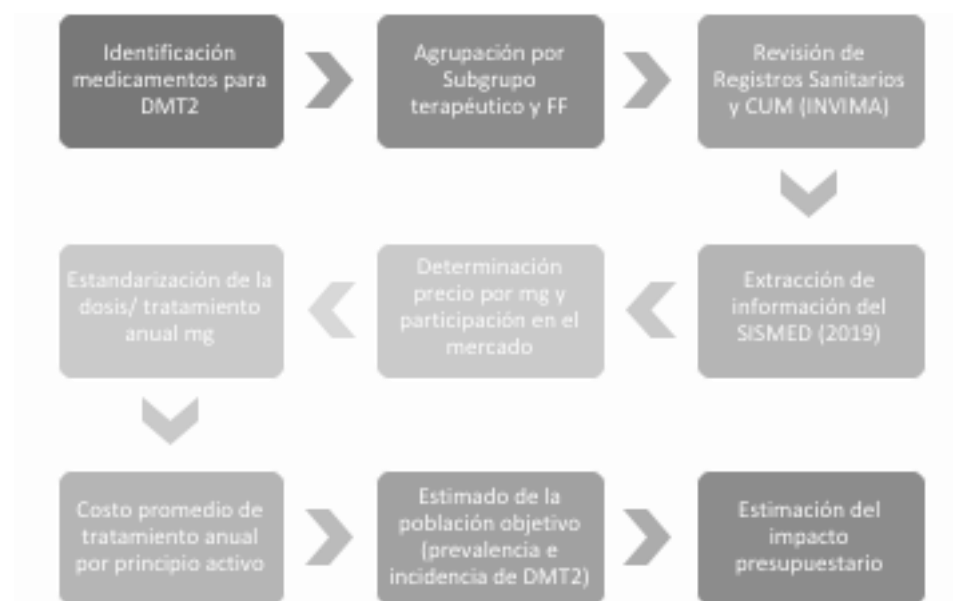 Identificación
medicamentos para
DMT2
Agrupación por
Subgrupo
terapéutico y FF
Revisión de
Registros Sanitarios
y CUM (INVIMA)
Extracción de
información del
SISMED (2019)
Determinación
precio por mg y
participación en el
mercado
Estandarización de la
dosis/ tratamiento
anual mg
Costo promedio de
tratamiento anual
por principio activo
Estimado de la
población objetivo
(prevalencia e
incidencia de DMT2)
Estimación del
impacto
presupuestario